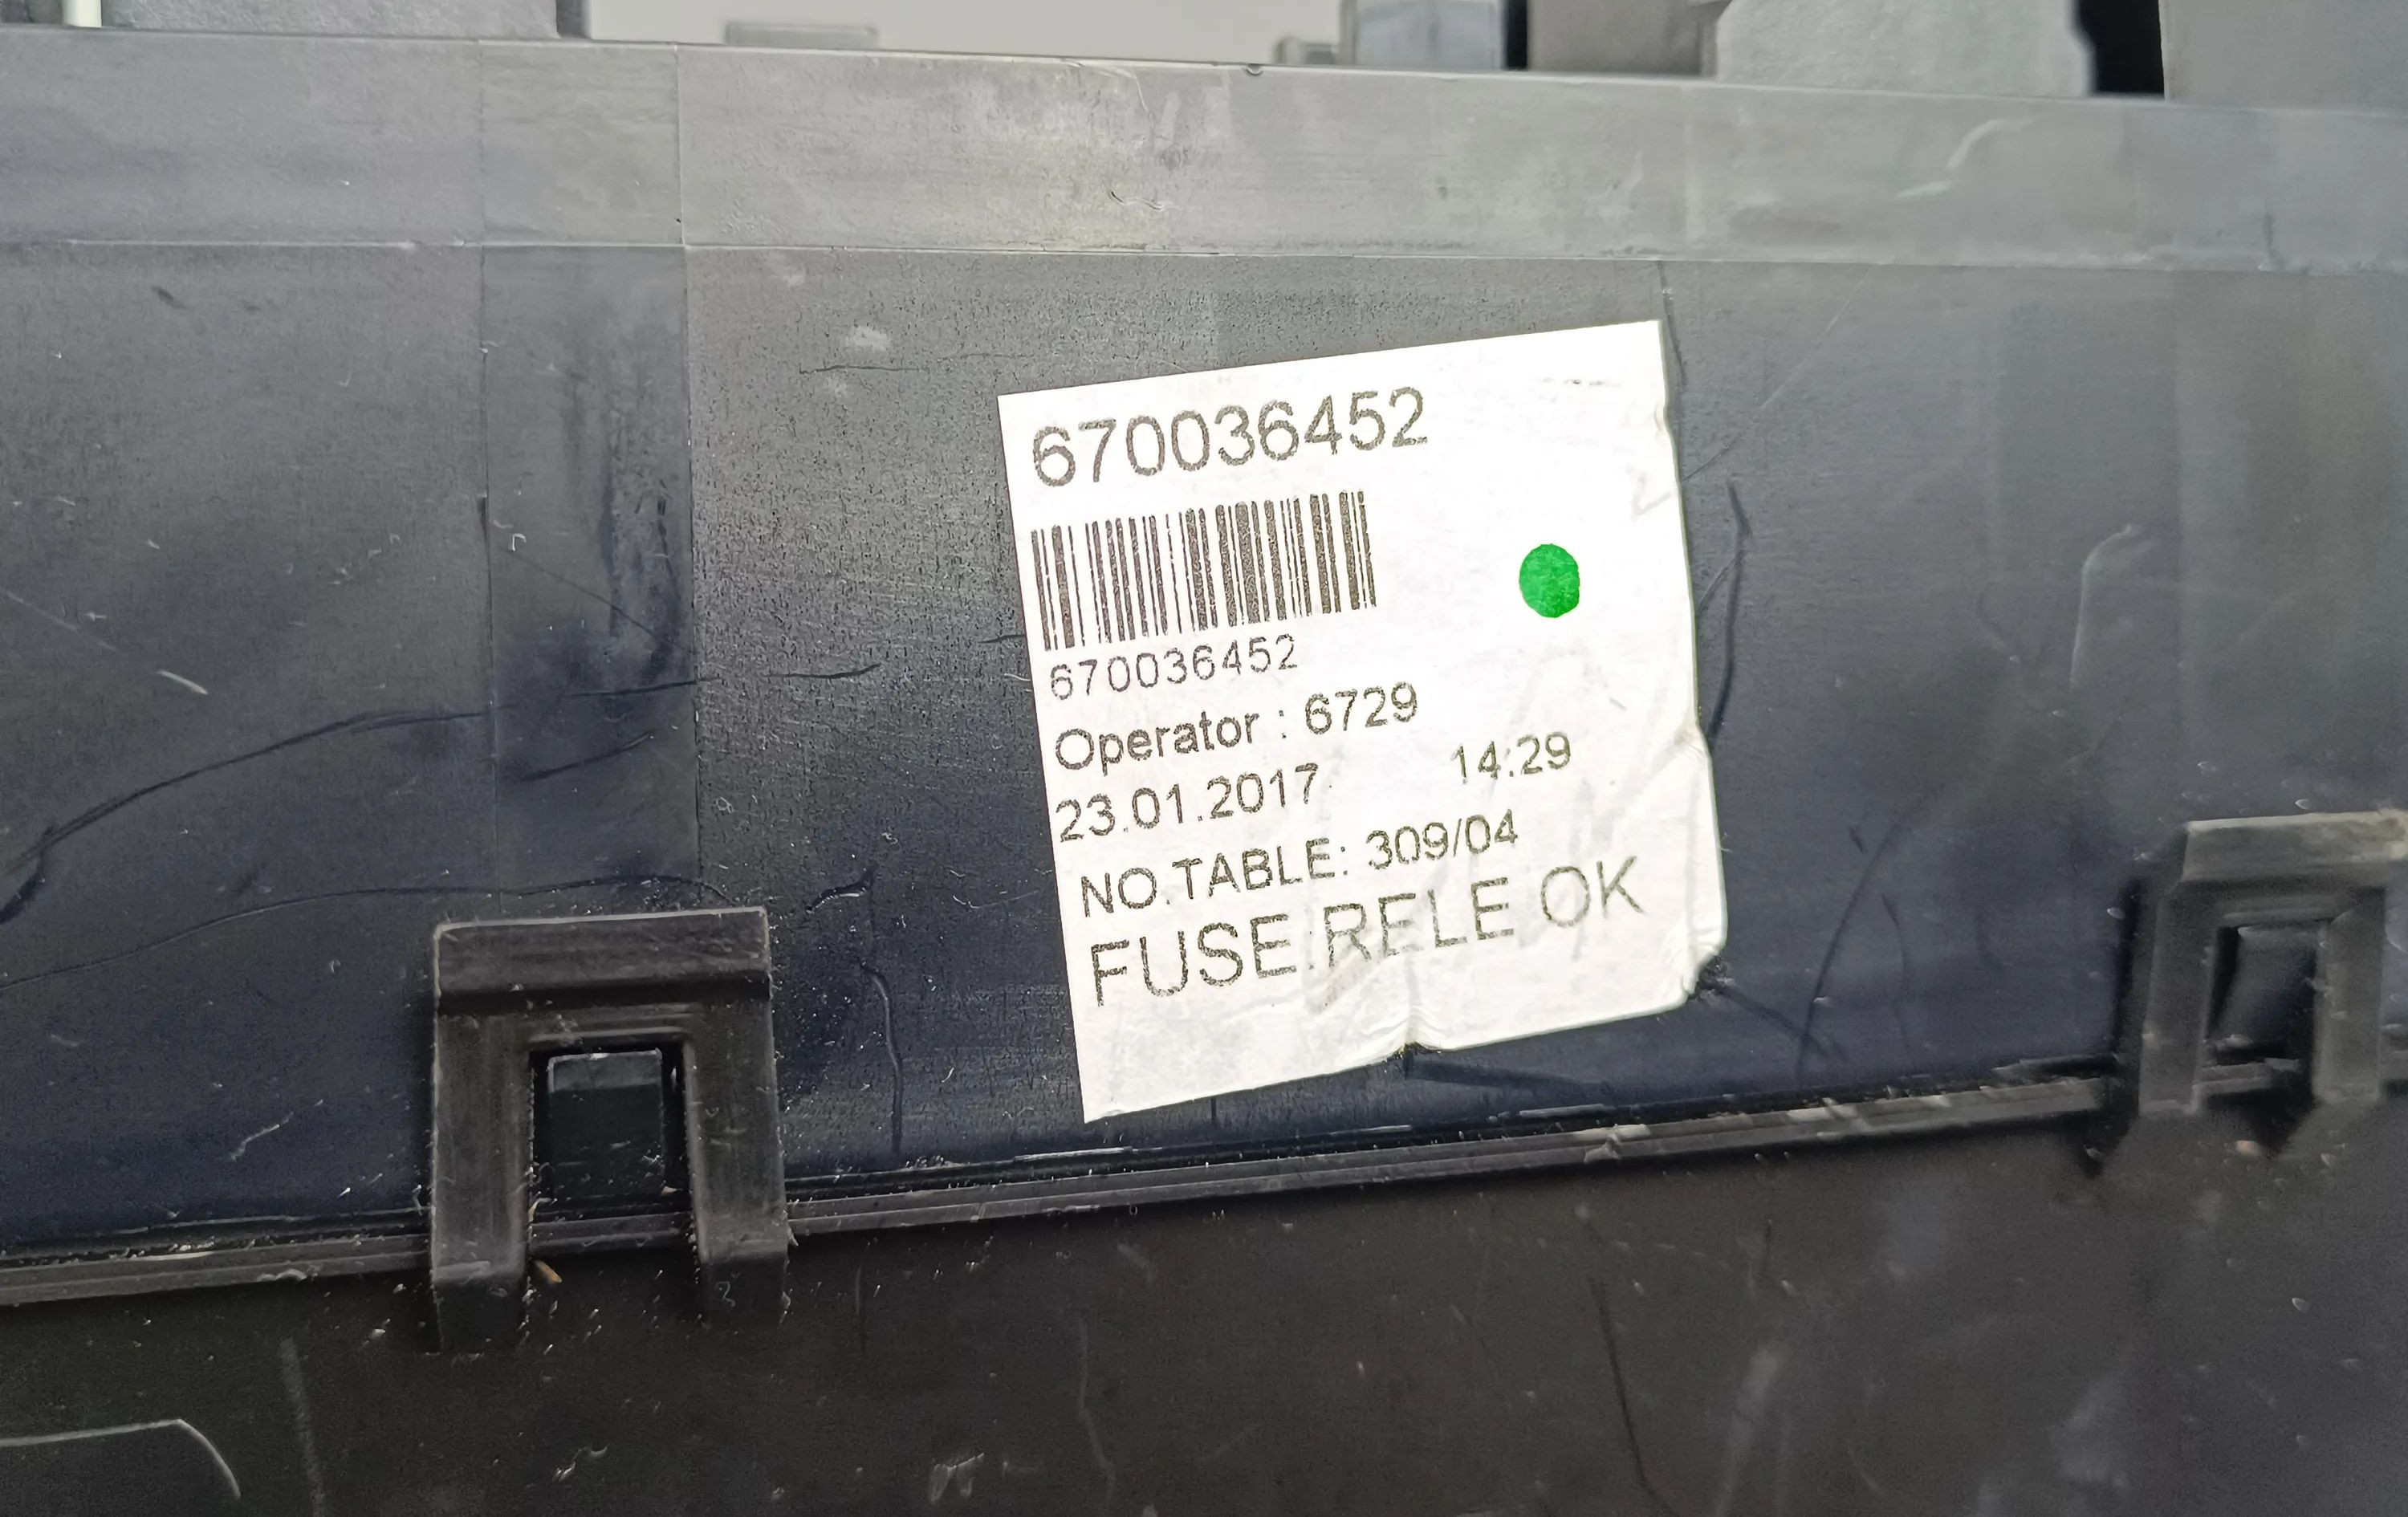 670036452
670036452
Operator : 6729
23.01.2017 14:29
NO.TABLE: 309/04
FUSE.RELE OK